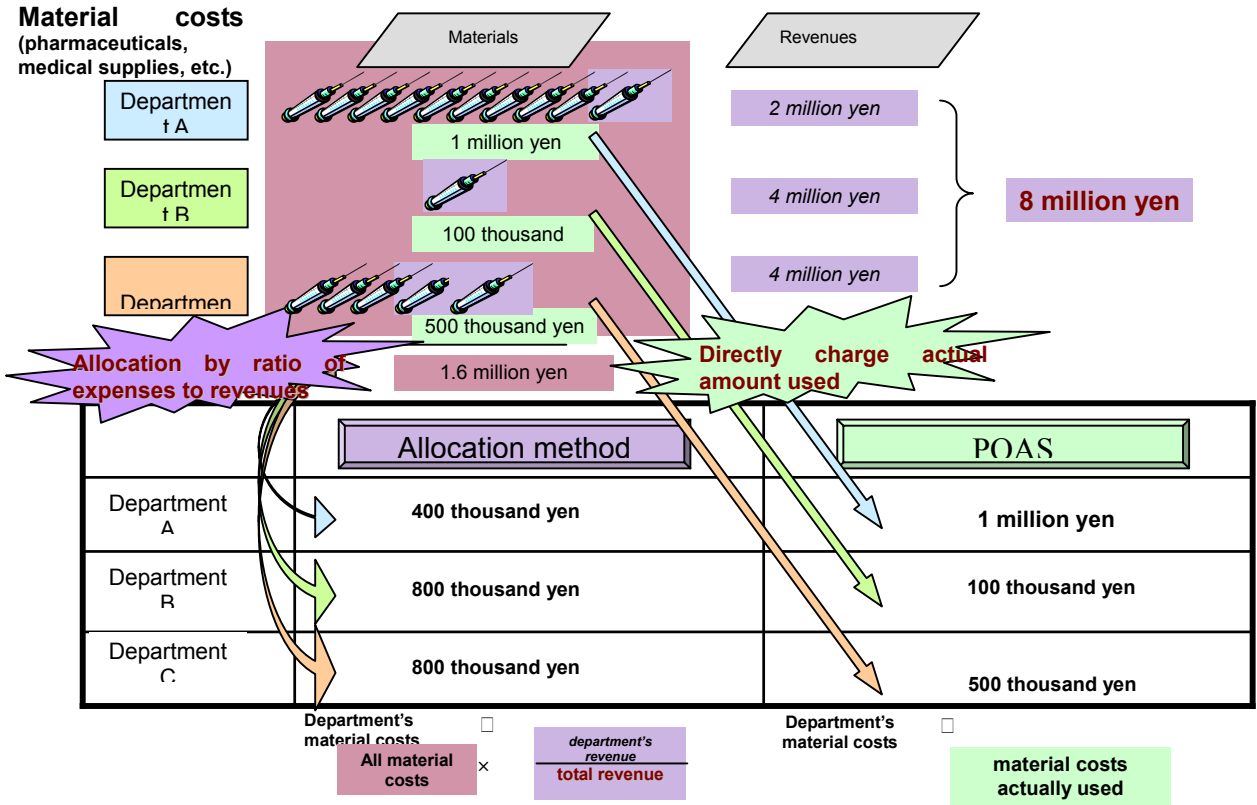 Material costs
(pharmaceuticals,
medical supplies, etc.)
Materials
Revenues
Departmen
t A
1 million yen
2 million yen
Departmen
t B
100 thousand
4 million yen
8 million yen
Departmen
500 thousand yen
4 million yen
Allocation by ratio of
expenses to revenues
1.6 million yen
Directly charge actual
amount used
Allocation method
POAS
Department
A
400 thousand yen
1 million yen
Department
B
800 thousand yen
100 thousand yen
Department
C
800 thousand yen
500 thousand yen
Department's
material costs
□
All material
costs
×
department's
revenue
total revenue
Department's
material costs
□
material costs
actually used